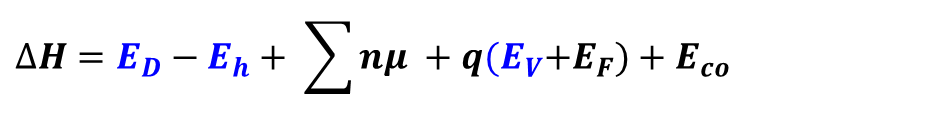 ΔH = E_D − E_h + ∑ nμ + q(E_V+E_F) + E_co